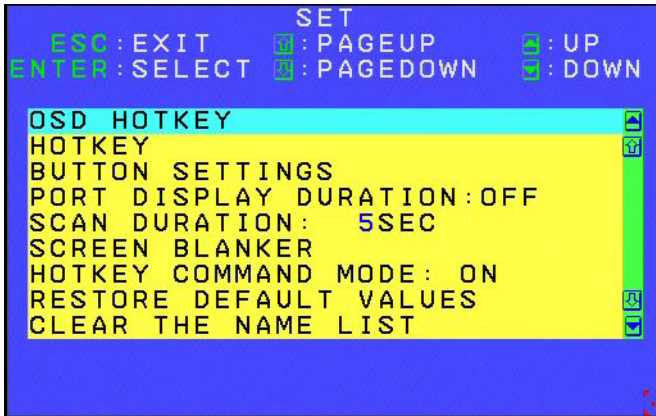 SET
ESC:EXIT ⇧:PAGEUP ▲:UP
ENTER:SELECT ⇩:PAGEDOWN ▼:DOWN
OSD HOTKEY
HOTKEY
BUTTON SETTINGS
PORT DISPLAY DURATION:OFF
SCAN DURATION: 5SEC
SCREEN BLANKER
HOTKEY COMMAND MODE: ON
RESTORE DEFAULT VALUES
CLEAR THE NAME LIST